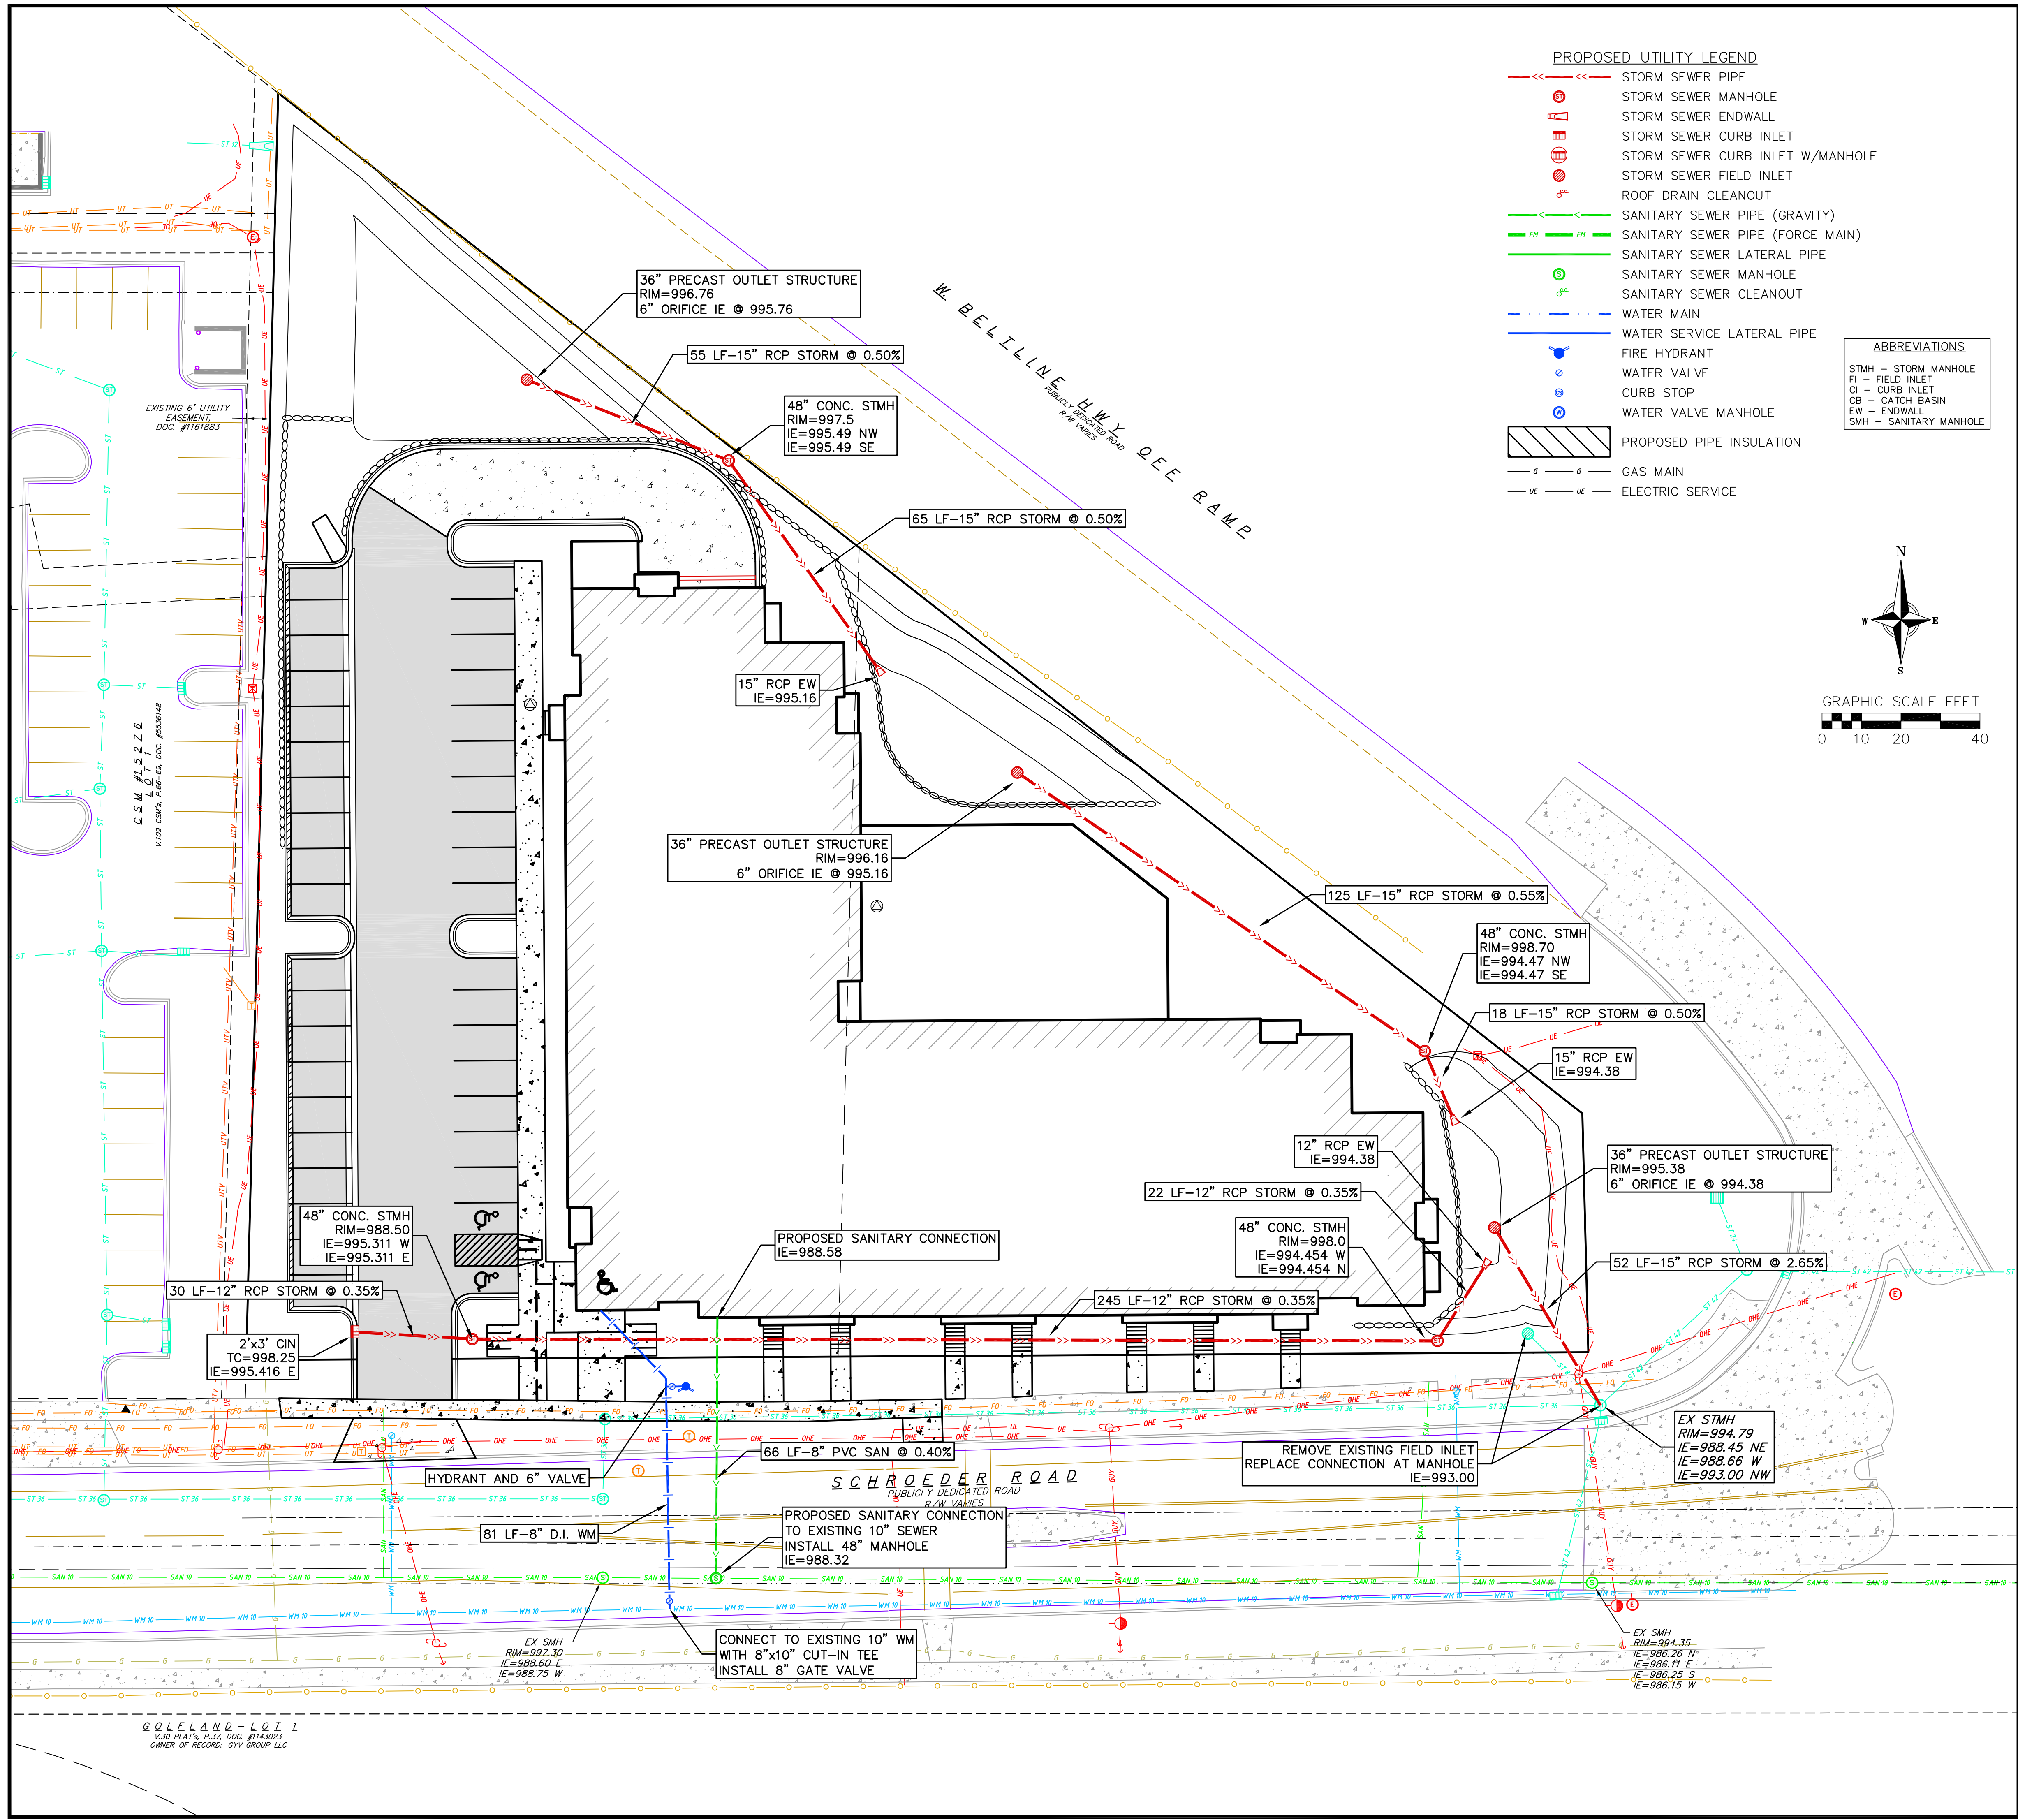 PROPOSED UTILITY LEGEND
STORM SEWER PIPE
STORM SEWER MANHOLE
STORM SEWER ENDWALL
STORM SEWER CURB INLET
STORM SEWER CURB INLET W/MANHOLE
STORM SEWER FIELD INLET
ROOF DRAIN CLEANOUT
SANITARY SEWER PIPE (GRAVITY)
FM FM SANITARY SEWER PIPE (FORCE MAIN)
SANITARY SEWER LATERAL PIPE
SANITARY SEWER MANHOLE
SANITARY SEWER CLEANOUT
WATER MAIN
WATER SERVICE LATERAL PIPE
FIRE HYDRANT
WATER VALVE
CURB STOP
WATER VALVE MANHOLE
PROPOSED PIPE INSULATION
G G GAS MAIN
UE UE ELECTRIC SERVICE
ABBREVIATIONS
STMH – STORM MANHOLE
FI – FIELD INLET
CI – CURB INLET
CB – CATCH BASIN
EW – ENDWALL
SMH – SANITARY MANHOLE
N
W E
S
GRAPHIC SCALE FEET
0 10 20 40
W. BELTLINE HWY OFF RAMP
PUBLICLY DEDICATED ROAD
R/W VARIES
36" PRECAST OUTLET STRUCTURE
RIM=996.76
6" ORIFICE IE @ 995.76
55 LF–15" RCP STORM @ 0.50%
48" CONC. STMH
RIM=997.5
IE=995.49 NW
IE=995.49 SE
65 LF–15" RCP STORM @ 0.50%
EXISTING 6' UTILITY
EASEMENT,
DOC. #1161883
15" RCP EW
IE=995.16
CSM #15276
LOT 1
V.109 CSM's, P.66-69, DOC. #5536148
36" PRECAST OUTLET STRUCTURE
RIM=996.16
6" ORIFICE IE @ 995.16
125 LF–15" RCP STORM @ 0.55%
48" CONC. STMH
RIM=998.70
IE=994.47 NW
IE=994.47 SE
18 LF–15" RCP STORM @ 0.50%
15" RCP EW
IE=994.38
12" RCP EW
IE=994.38
36" PRECAST OUTLET STRUCTURE
RIM=995.38
6" ORIFICE IE @ 994.38
22 LF–12" RCP STORM @ 0.35%
48" CONC. STMH
RIM=998.0
IE=994.454 W
IE=994.454 N
52 LF–15" RCP STORM @ 2.65%
48" CONC. STMH
RIM=988.50
IE=995.311 W
IE=995.311 E
PROPOSED SANITARY CONNECTION
IE=988.58
30 LF–12" RCP STORM @ 0.35%
245 LF–12" RCP STORM @ 0.35%
2'x3' CIN
TC=998.25
IE=995.416 E
EX STMH
RIM=994.79
IE=988.45 NE
IE=988.66 W
IE=993.00 NW
REMOVE EXISTING FIELD INLET
REPLACE CONNECTION AT MANHOLE
IE=993.00
66 LF–8" PVC SAN @ 0.40%
HYDRANT AND 6" VALVE
SCHROEDER ROAD
PUBLICLY DEDICATED ROAD
R/W VARIES
81 LF–8" D.I. WM
PROPOSED SANITARY CONNECTION
TO EXISTING 10" SEWER
INSTALL 48" MANHOLE
IE=988.32
EX SMH
RIM=997.30
IE=988.60 E
IE=988.75 W
CONNECT TO EXISTING 10" WM
WITH 8"x10" CUT–IN TEE
INSTALL 8" GATE VALVE
EX SMH
RIM=994.35
IE=986.26 N
IE=986.11 E
IE=986.25 S
IE=986.15 W
GOLFLAND - LOT 1
V.30 PLAT's, P.37, DOC. #1143023
OWNER OF RECORD: GYV GROUP LLC